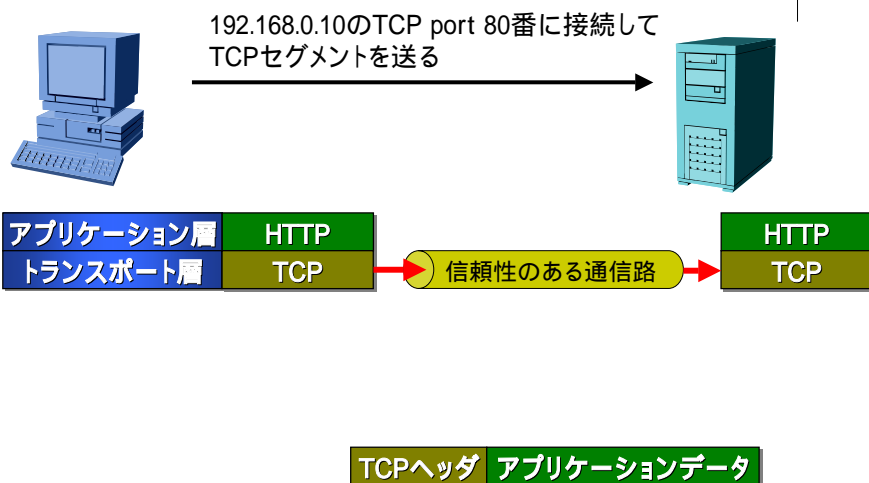 192.168.0.10のTCP port 80番に接続して
TCPセグメントを送る
アプリケーション層 HTTP HTTP
トランスポート層 TCP 信頼性のある通信路 TCP
TCPヘッダ アプリケーションデータ